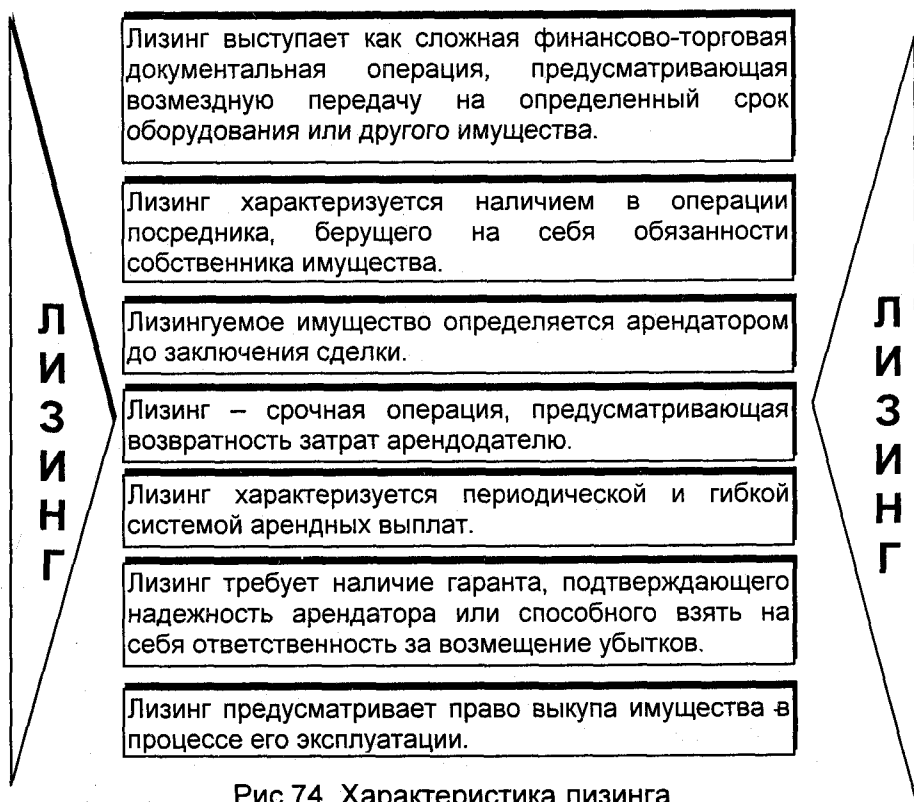 Лизинг выступает как сложная финансово-торговая
документальная операция, предусматривающая
возмездную передачу на определенный срок
оборудования или другого имущества.
Лизинг характеризуется наличием в операции
посредника, берущего на себя обязанности
собственника имущества.
Лизингуемое имущество определяется арендатором
до заключения сделки.
Лизинг – срочная операция, предусматривающая
возвратность затрат арендодателю.
Лизинг характеризуется периодической и гибкой
системой арендных выплат.
Лизинг требует наличие гаранта, подтверждающего
надежность арендатора или способного взять на
себя ответственность за возмещение убытков.
Лизинг предусматривает право выкупа имущества в
процессе его эксплуатации.
ЛИЗИНГ
ЛИЗИНГ
Рис 74. Характеристика лизинга